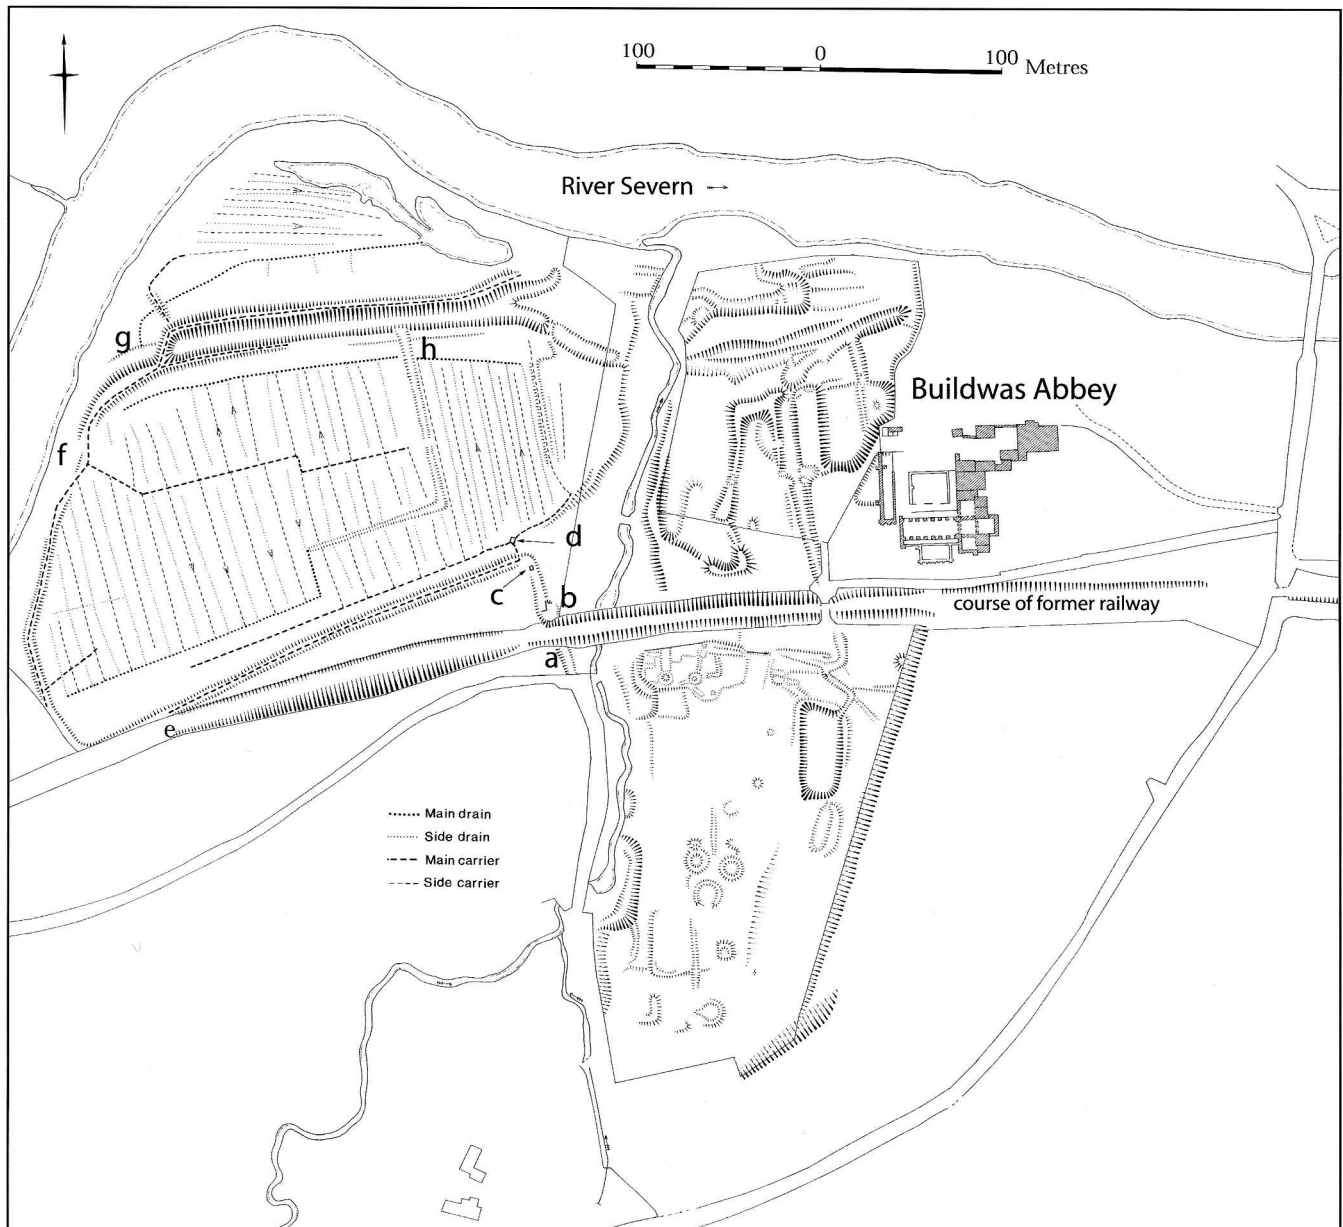 100 0 100 Metres
River Severn
g
h
Buildwas Abbey
f
d
c
b
course of former railway
a
e
Main drain
Side drain
Main carrier
Side carrier